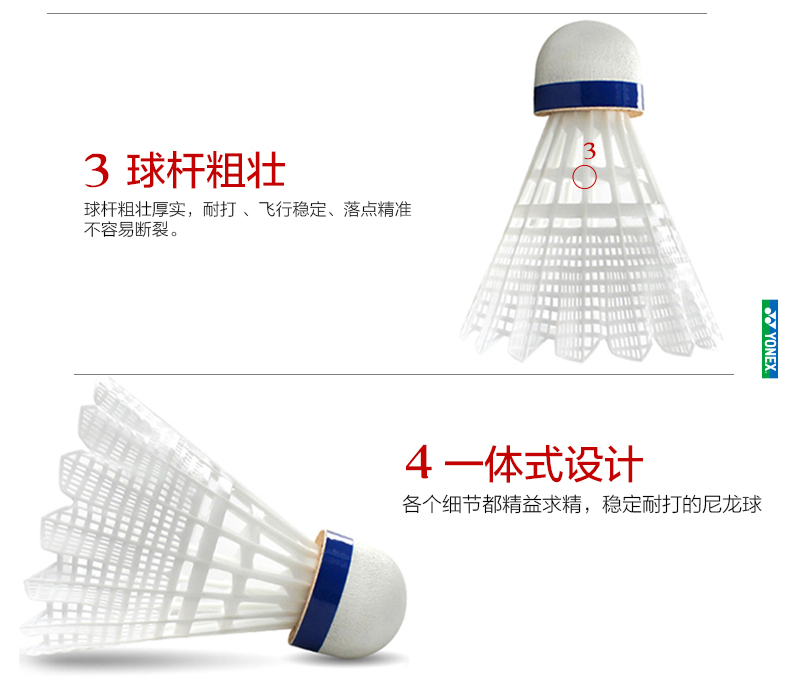 3 球杆粗壮
球杆粗壮厚实，耐打 、飞行稳定、落点精准
不容易断裂。
3
YONEX
4 一体式设计
各个细节都精益求精，稳定耐打的尼龙球